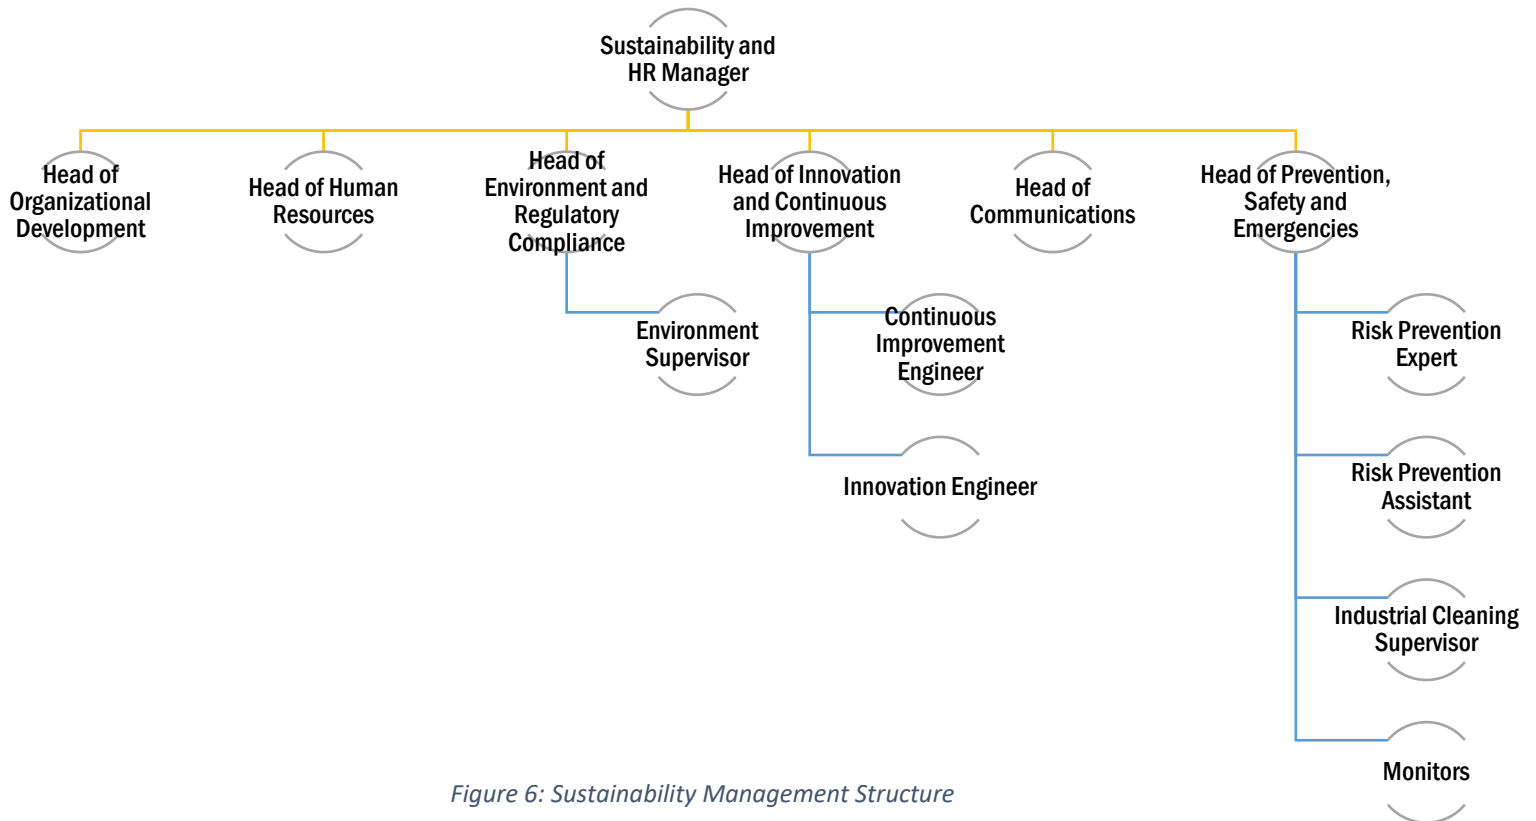 Sustainability and
HR Manager
Head of
Organizational
Development
Head of Human
Resources
Head of
Environment and
Regulatory
Compliance
Head of Innovation
and Continuous
Improvement
Head of
Communications
Head of Prevention,
Safety and
Emergencies
Environment
Supervisor
Continuous
Improvement
Engineer
Innovation Engineer
Risk Prevention
Expert
Risk Prevention
Assistant
Industrial Cleaning
Supervisor
Monitors
Figure 6: Sustainability Management Structure